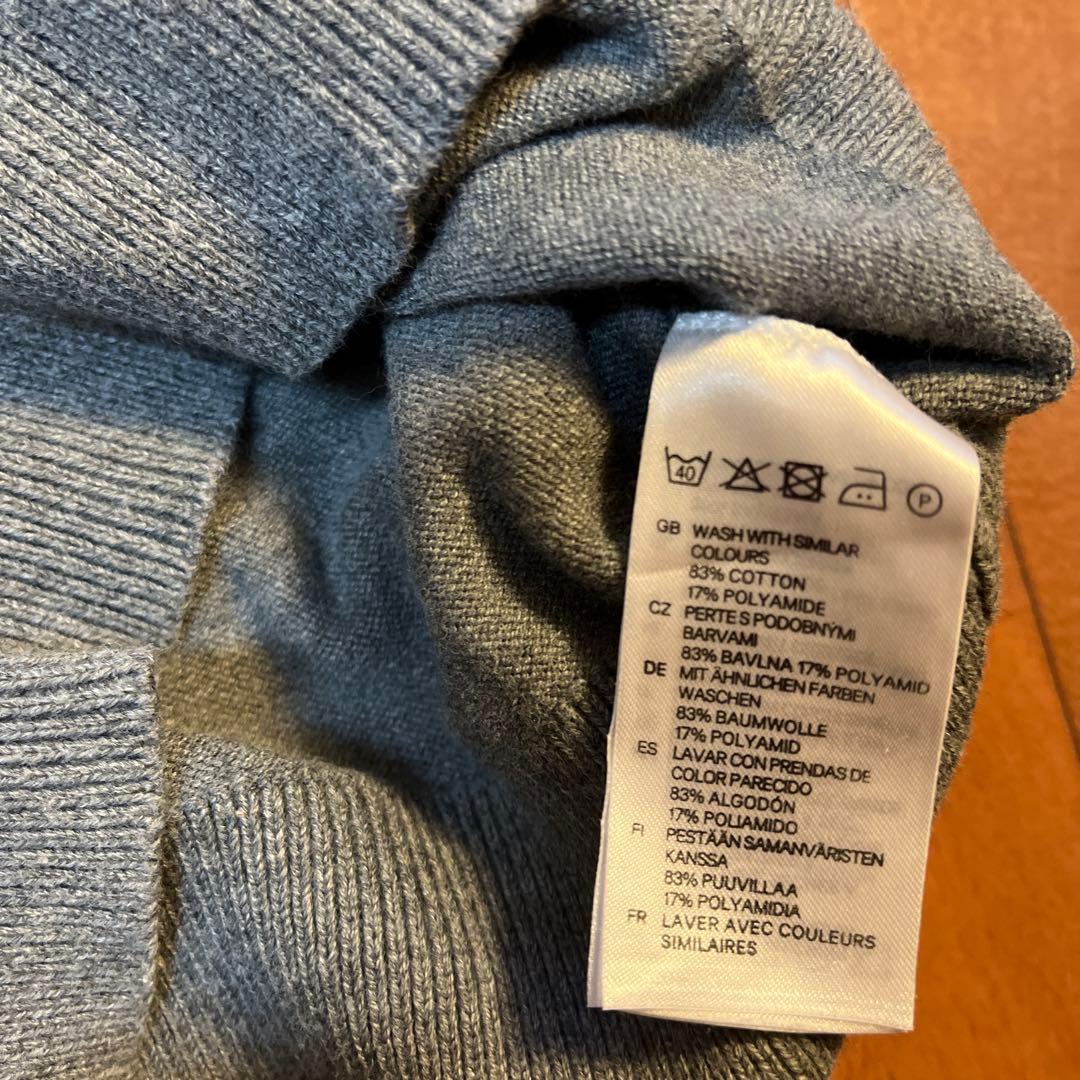 40 P
GB WASH WITH SIMILAR
COLOURS
83% COTTON
17% POLYAMIDE
CZ PERTE S PODOBNÝMI
BARVAMI
83% BAVLNA 17% POLYAMID
DE MIT ÄHNLICHEN FARBEN
WASCHEN
83% BAUMWOLLE
17% POLYAMID
ES LAVAR CON PRENDAS DE
COLOR PARECIDO
83% ALGODÓN
17% POLIAMIDO
FI PESTÄÄN SAMANVÄRISTEN
KANSSA
83% PUUVILLAA
17% POLYAMIDIA
FR LAVER AVEC COULEURS
SIMILAIRES